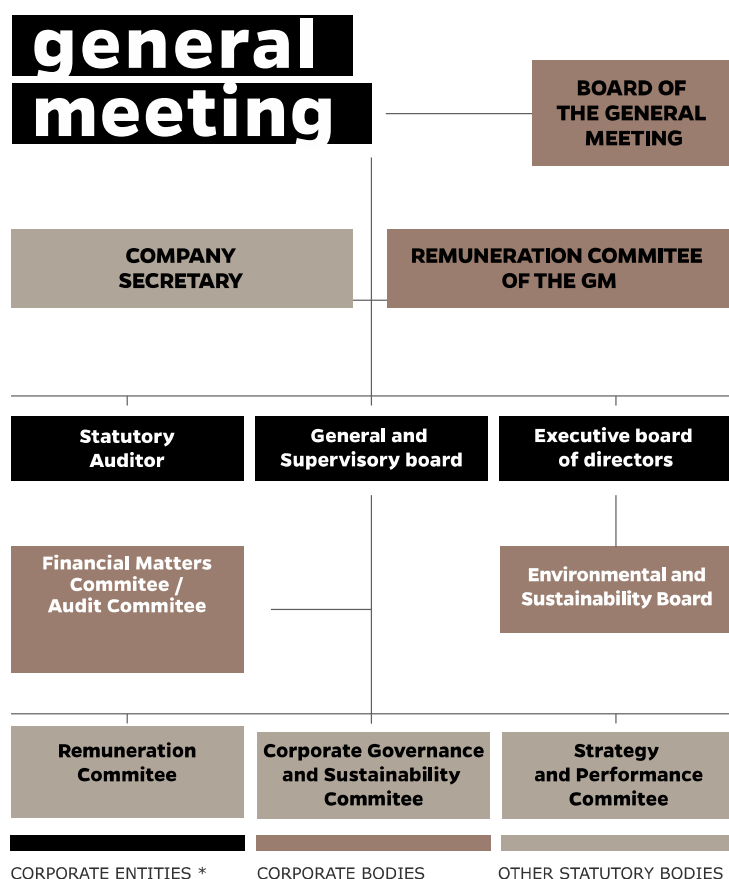 general
meeting
BOARD OF
THE GENERAL
MEETING
COMPANY
SECRETARY
REMUNERATION COMMITEE
OF THE GM
Statutory
Auditor
General and
Supervisory board
Executive board
of directors
Financial Matters
Commitee /
Audit Commitee
Environmental and
Sustainability Board
Remuneration
Commitee
Corporate Governance
and Sustainability
Commitee
Strategy
and Performance
Commitee
CORPORATE ENTITIES *
CORPORATE BODIES
OTHER STATUTORY BODIES